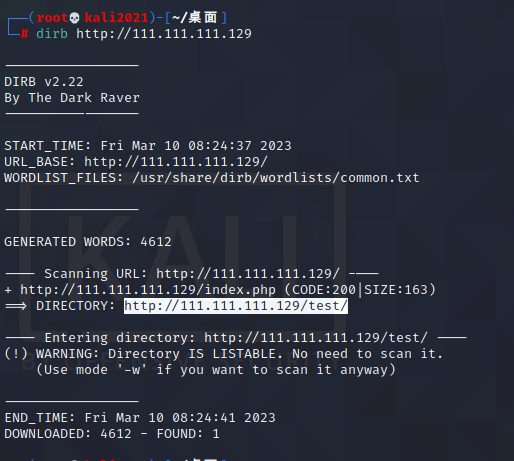 ┌──(root💀kali2021)-[~/桌面]
└─# dirb http://111.111.111.129
-----------------
DIRB v2.22
By The Dark Raver
-----------------
START_TIME: Fri Mar 10 08:24:37 2023
URL_BASE: http://111.111.111.129/
WORDLIST_FILES: /usr/share/dirb/wordlists/common.txt
-----------------
GENERATED WORDS: 4612
---- Scanning URL: http://111.111.111.129/ ----
+ http://111.111.111.129/index.php (CODE:200|SIZE:163)
==> DIRECTORY: http://111.111.111.129/test/
---- Entering directory: http://111.111.111.129/test/ ----
(!) WARNING: Directory IS LISTABLE. No need to scan it.
(Use mode '-w' if you want to scan it anyway)
-----------------
END_TIME: Fri Mar 10 08:24:41 2023
DOWNLOADED: 4612 - FOUND: 1